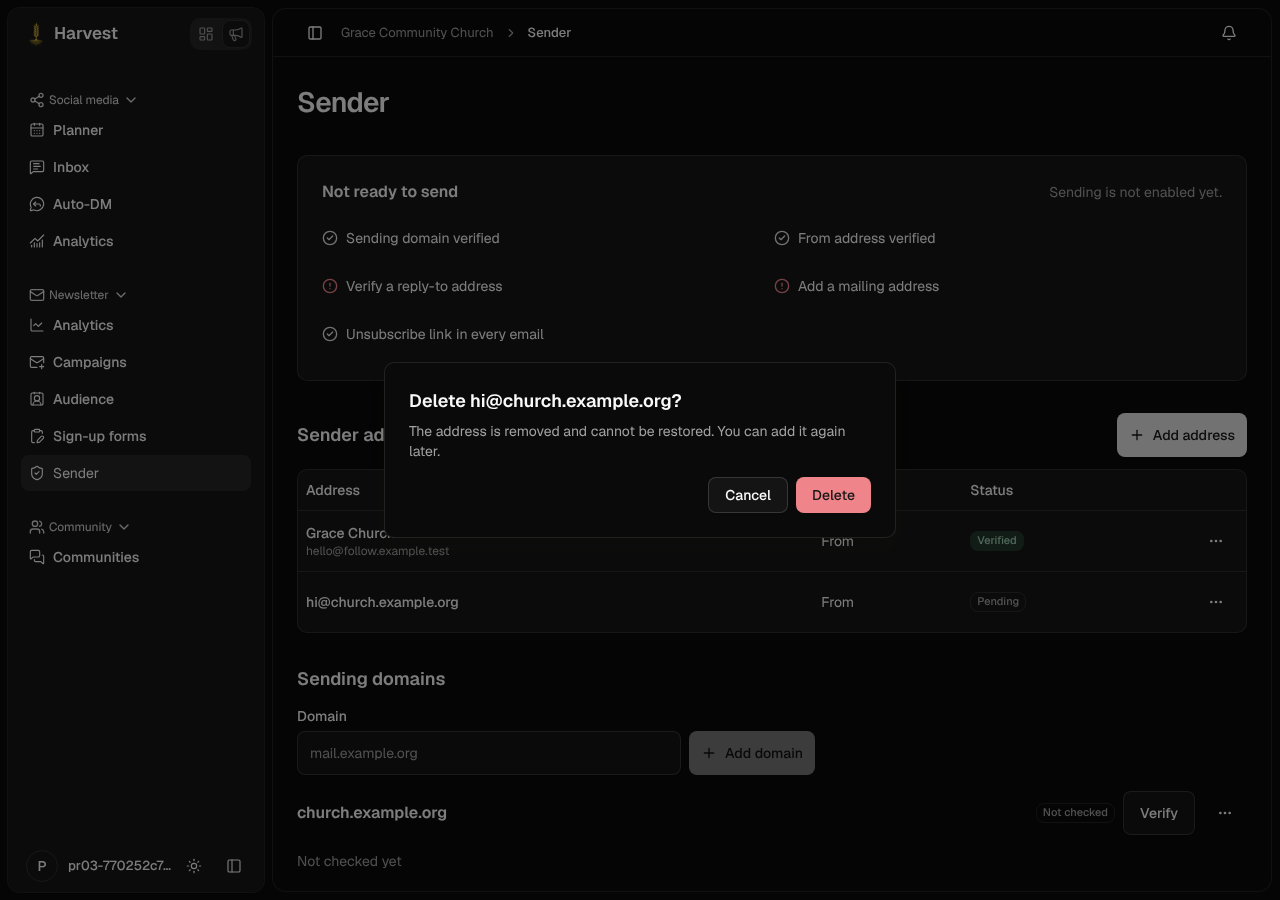 Harvest
Grace Community Church
Sender
Social media
Planner
Inbox
Auto-DM
Analytics
Newsletter
Analytics
Campaigns
Audience
Sign-up forms
Sender
Community
Communities
P
pr03-770252c7...
Sender
Not ready to send
Sending is not enabled yet.
Sending domain verified
From address verified
Verify a reply-to address
Add a mailing address
Unsubscribe link in every email
Delete hi@church.example.org?
The address is removed and cannot be restored. You can add it again
later.
Cancel
Delete
Sender ad
Add address
Address
Status
Grace Churc
hello@follow.example.test
From
Verified
hi@church.example.org
From
Pending
Sending domains
Domain
mail.example.org
Add domain
church.example.org
Not checked
Verify
Not checked yet